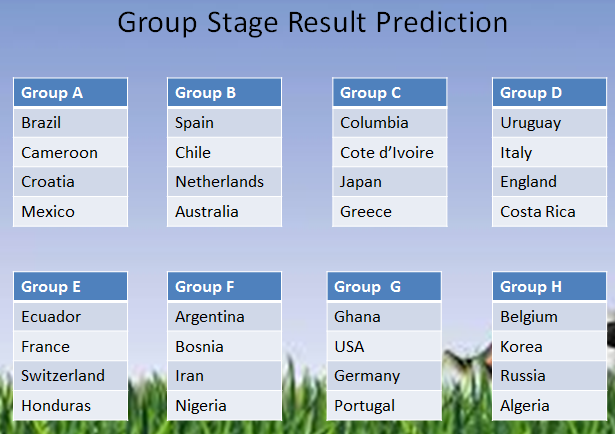 Group Stage Result Prediction
Group A
Brazil
Cameroon
Croatia
Mexico
Group B
Spain
Chile
Netherlands
Australia
Group C
Columbia
Cote d’Ivoire
Japan
Greece
Group D
Uruguay
Italy
England
Costa Rica
Group E
Ecuador
France
Switzerland
Honduras
Group F
Argentina
Bosnia
Iran
Nigeria
Group G
Ghana
USA
Germany
Portugal
Group H
Belgium
Korea
Russia
Algeria